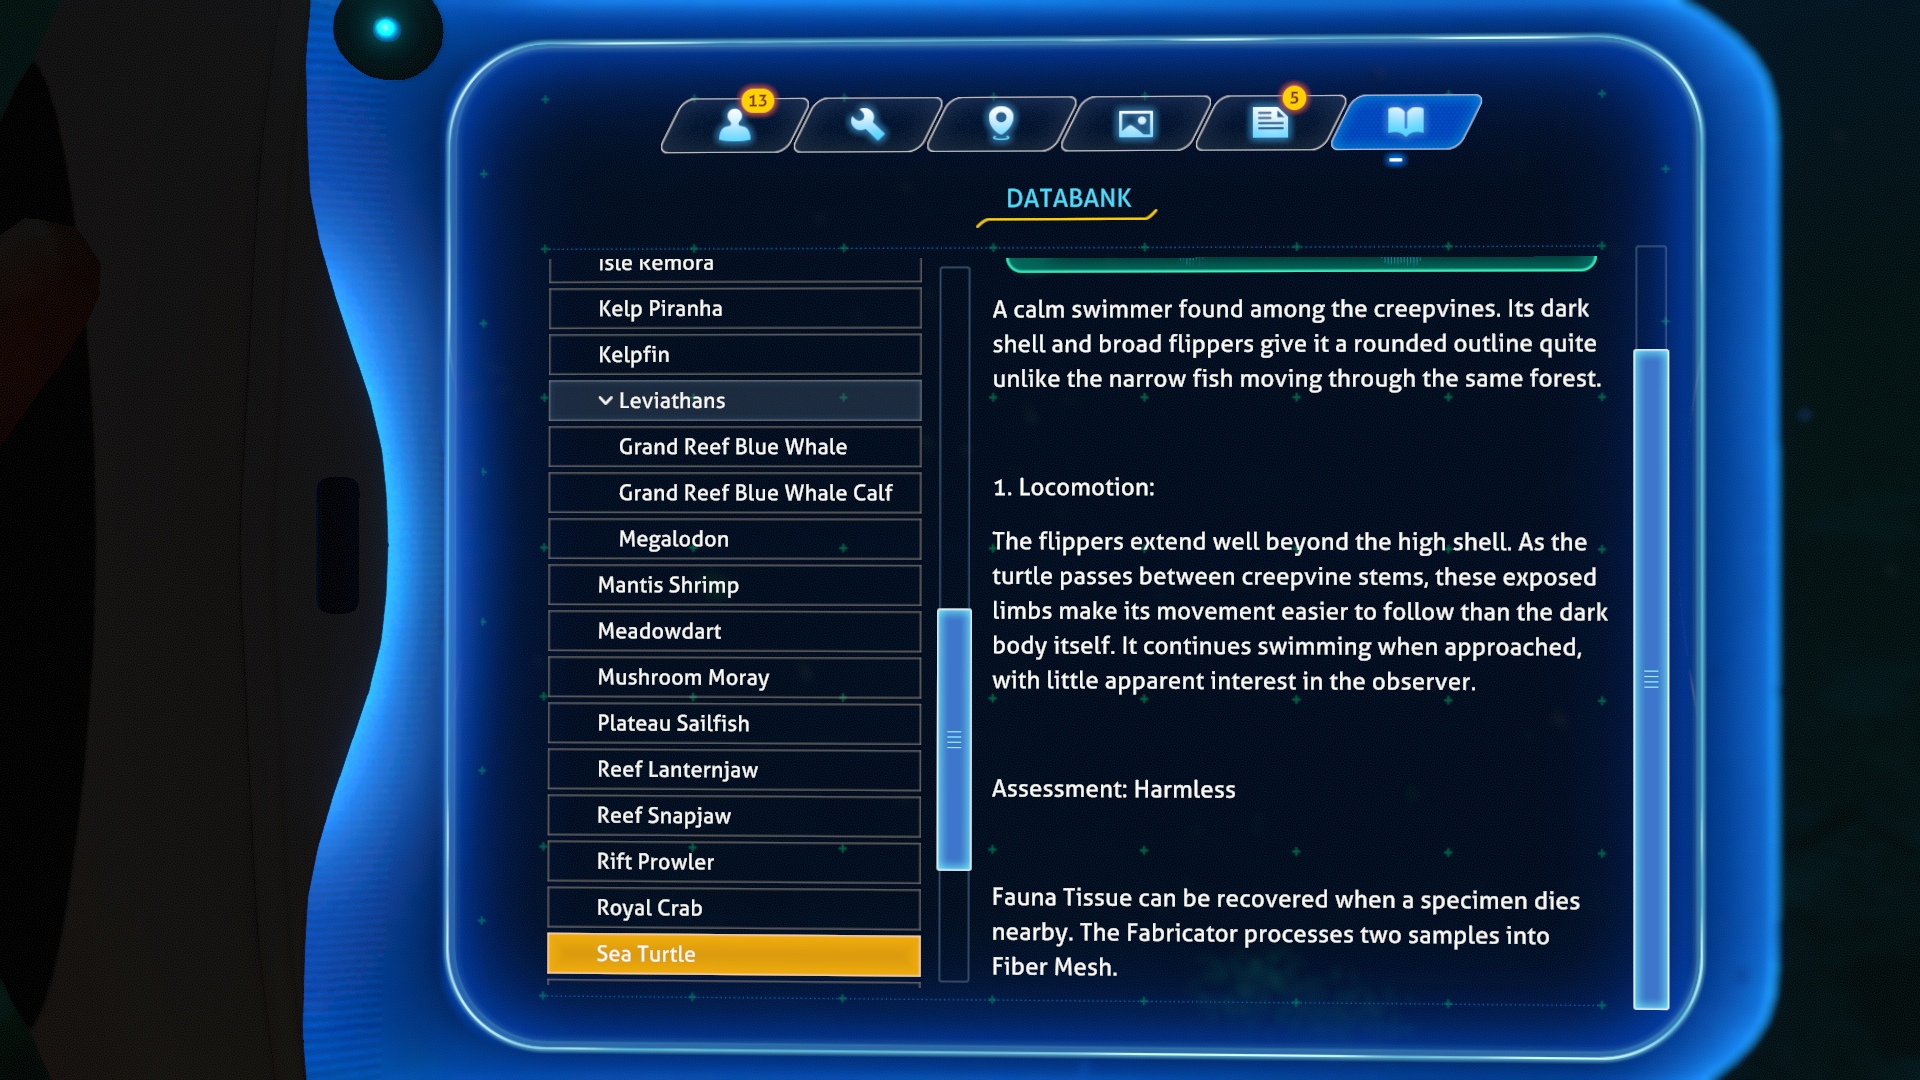 13
5
DATABANK
Isle Remora
Kelp Piranha
Kelpfin
Leviathans
Grand Reef Blue Whale
Grand Reef Blue Whale Calf
Megalodon
Mantis Shrimp
Meadowdart
Mushroom Moray
Plateau Sailfish
Reef Lanternjaw
Reef Snapjaw
Rift Prowler
Royal Crab
Sea Turtle
A calm swimmer found among the creepvines. Its dark
shell and broad flippers give it a rounded outline quite
unlike the narrow fish moving through the same forest.
1. Locomotion:
The flippers extend well beyond the high shell. As the
turtle passes between creepvine stems, these exposed
limbs make its movement easier to follow than the dark
body itself. It continues swimming when approached,
with little apparent interest in the observer.
Assessment: Harmless
Fauna Tissue can be recovered when a specimen dies
nearby. The Fabricator processes two samples into
Fiber Mesh.